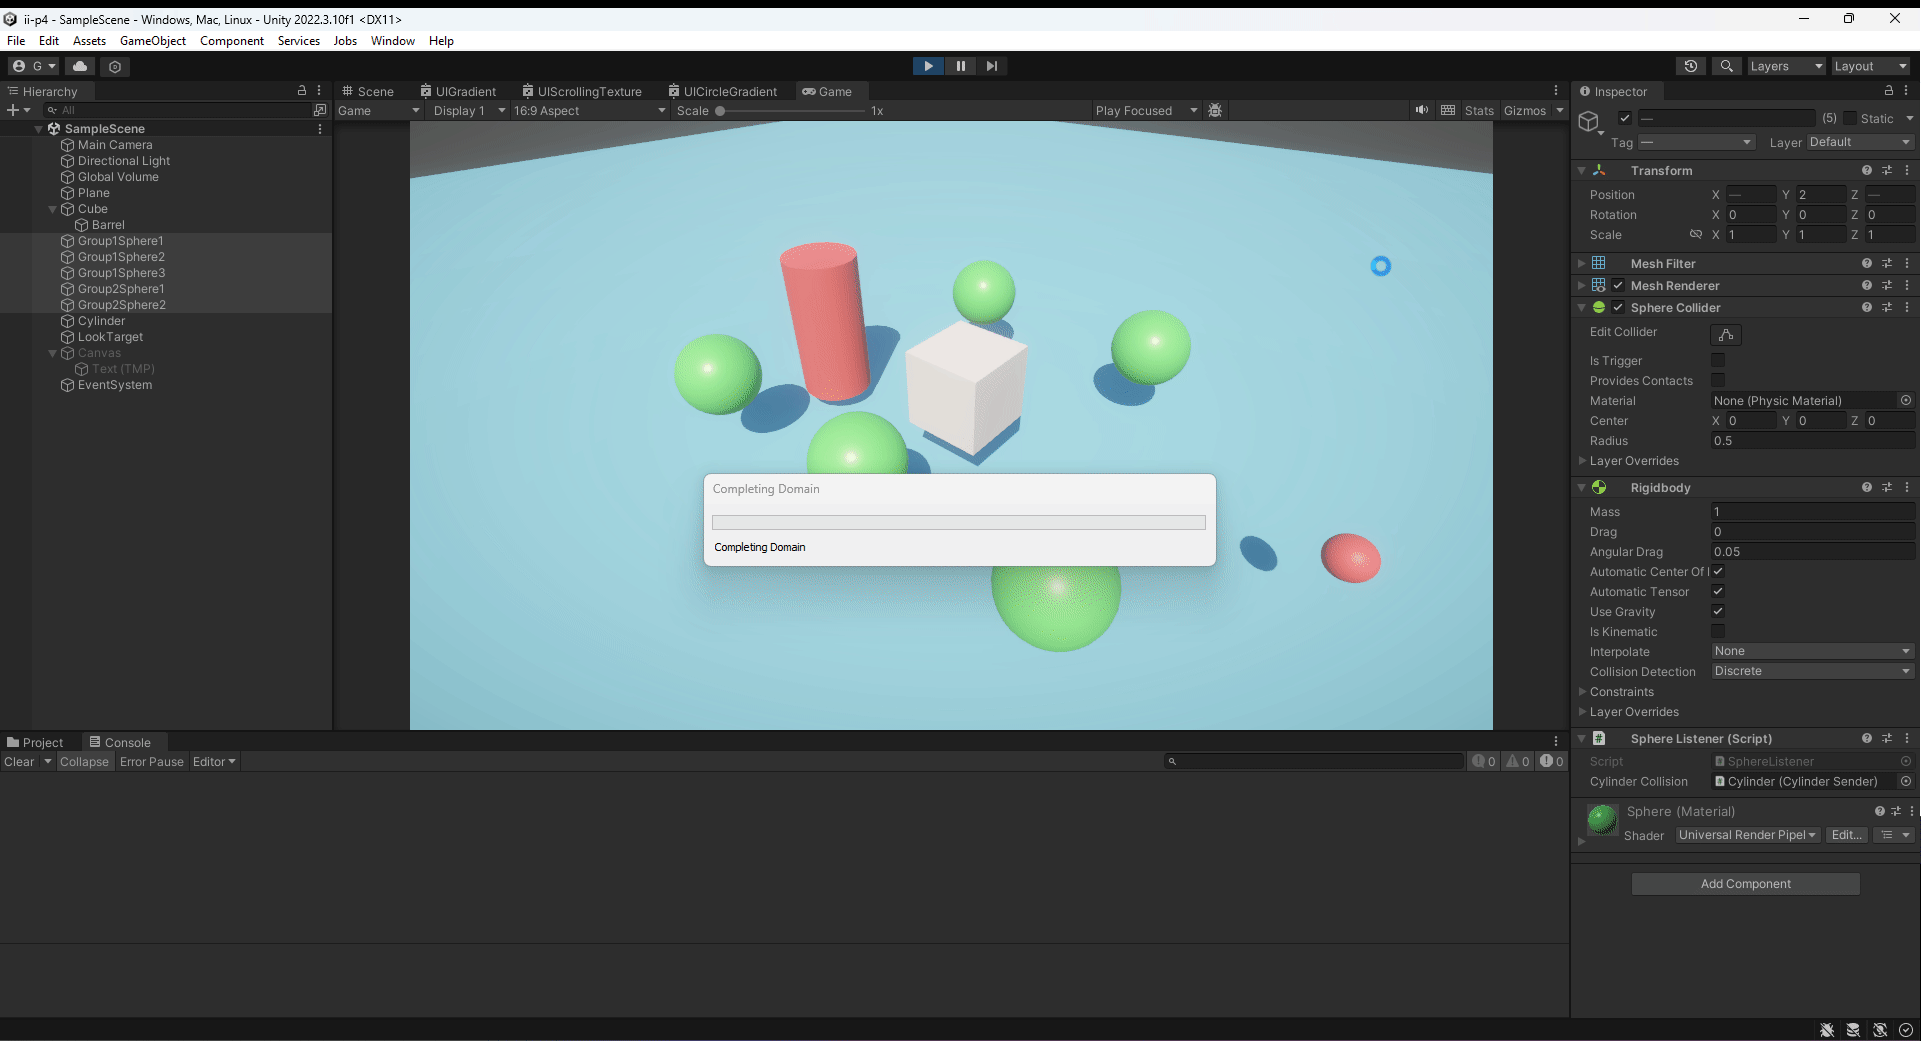 ii-p4 - SampleScene - Windows, Mac, Linux - Unity 2022.3.10f1 <DX11>
File Edit Assets GameObject Component Services Jobs Window Help
G
Layers Layout
Hierarchy
All
SampleScene
Main Camera
Directional Light
Global Volume
Plane
Cube
Barrel
Group1Sphere1
Group1Sphere2
Group1Sphere3
Group2Sphere1
Group2Sphere2
Cylinder
LookTarget
Canvas
Text (TMP)
EventSystem
Scene UIGradient UIScrollingTexture UICircleGradient Game
Game Display 1 16:9 Aspect Scale 1x Play Focused Stats Gizmos
Completing Domain
Completing Domain
Inspector
— (5) Static
Tag — Layer Default
Transform
Position X — Y 2 Z —
Rotation X 0 Y 0 Z 0
Scale X 1 Y 1 Z 1
Mesh Filter
Mesh Renderer
Sphere Collider
Edit Collider
Is Trigger
Provides Contacts
Material None (Physic Material)
Center X 0 Y 0 Z 0
Radius 0.5
Layer Overrides
Rigidbody
Mass 1
Drag 0
Angular Drag 0.05
Automatic Center Of
Automatic Tensor
Use Gravity
Is Kinematic
Interpolate None
Collision Detection Discrete
Constraints
Layer Overrides
Sphere Listener (Script)
Script SphereListener
Cylinder Collision Cylinder (Cylinder Sender)
Sphere (Material)
Shader Universal Render Pipel Edit...
Add Component
Project Console
Clear Collapse Error Pause Editor 0 0 0